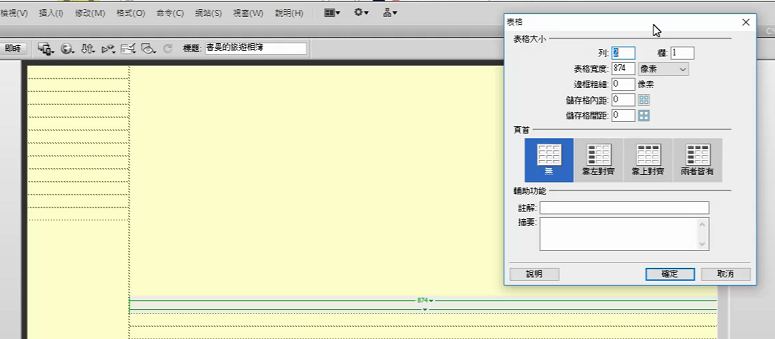 檢視(V) 插入(I) 修改(M) 格式(O) 命令(C) 網站(S) 視窗(W) 說明(H)
即時 標題: 書旻的旅遊相簿
874
表格
表格大小
列: 2 欄: 1
表格寬度: 874 像素
邊框粗細: 0 像素
儲存格內距: 0
儲存格間距: 0
頁首
無 靠左對齊 靠上對齊 兩者皆有
輔助功能
註解:
摘要:
說明 確定 取消